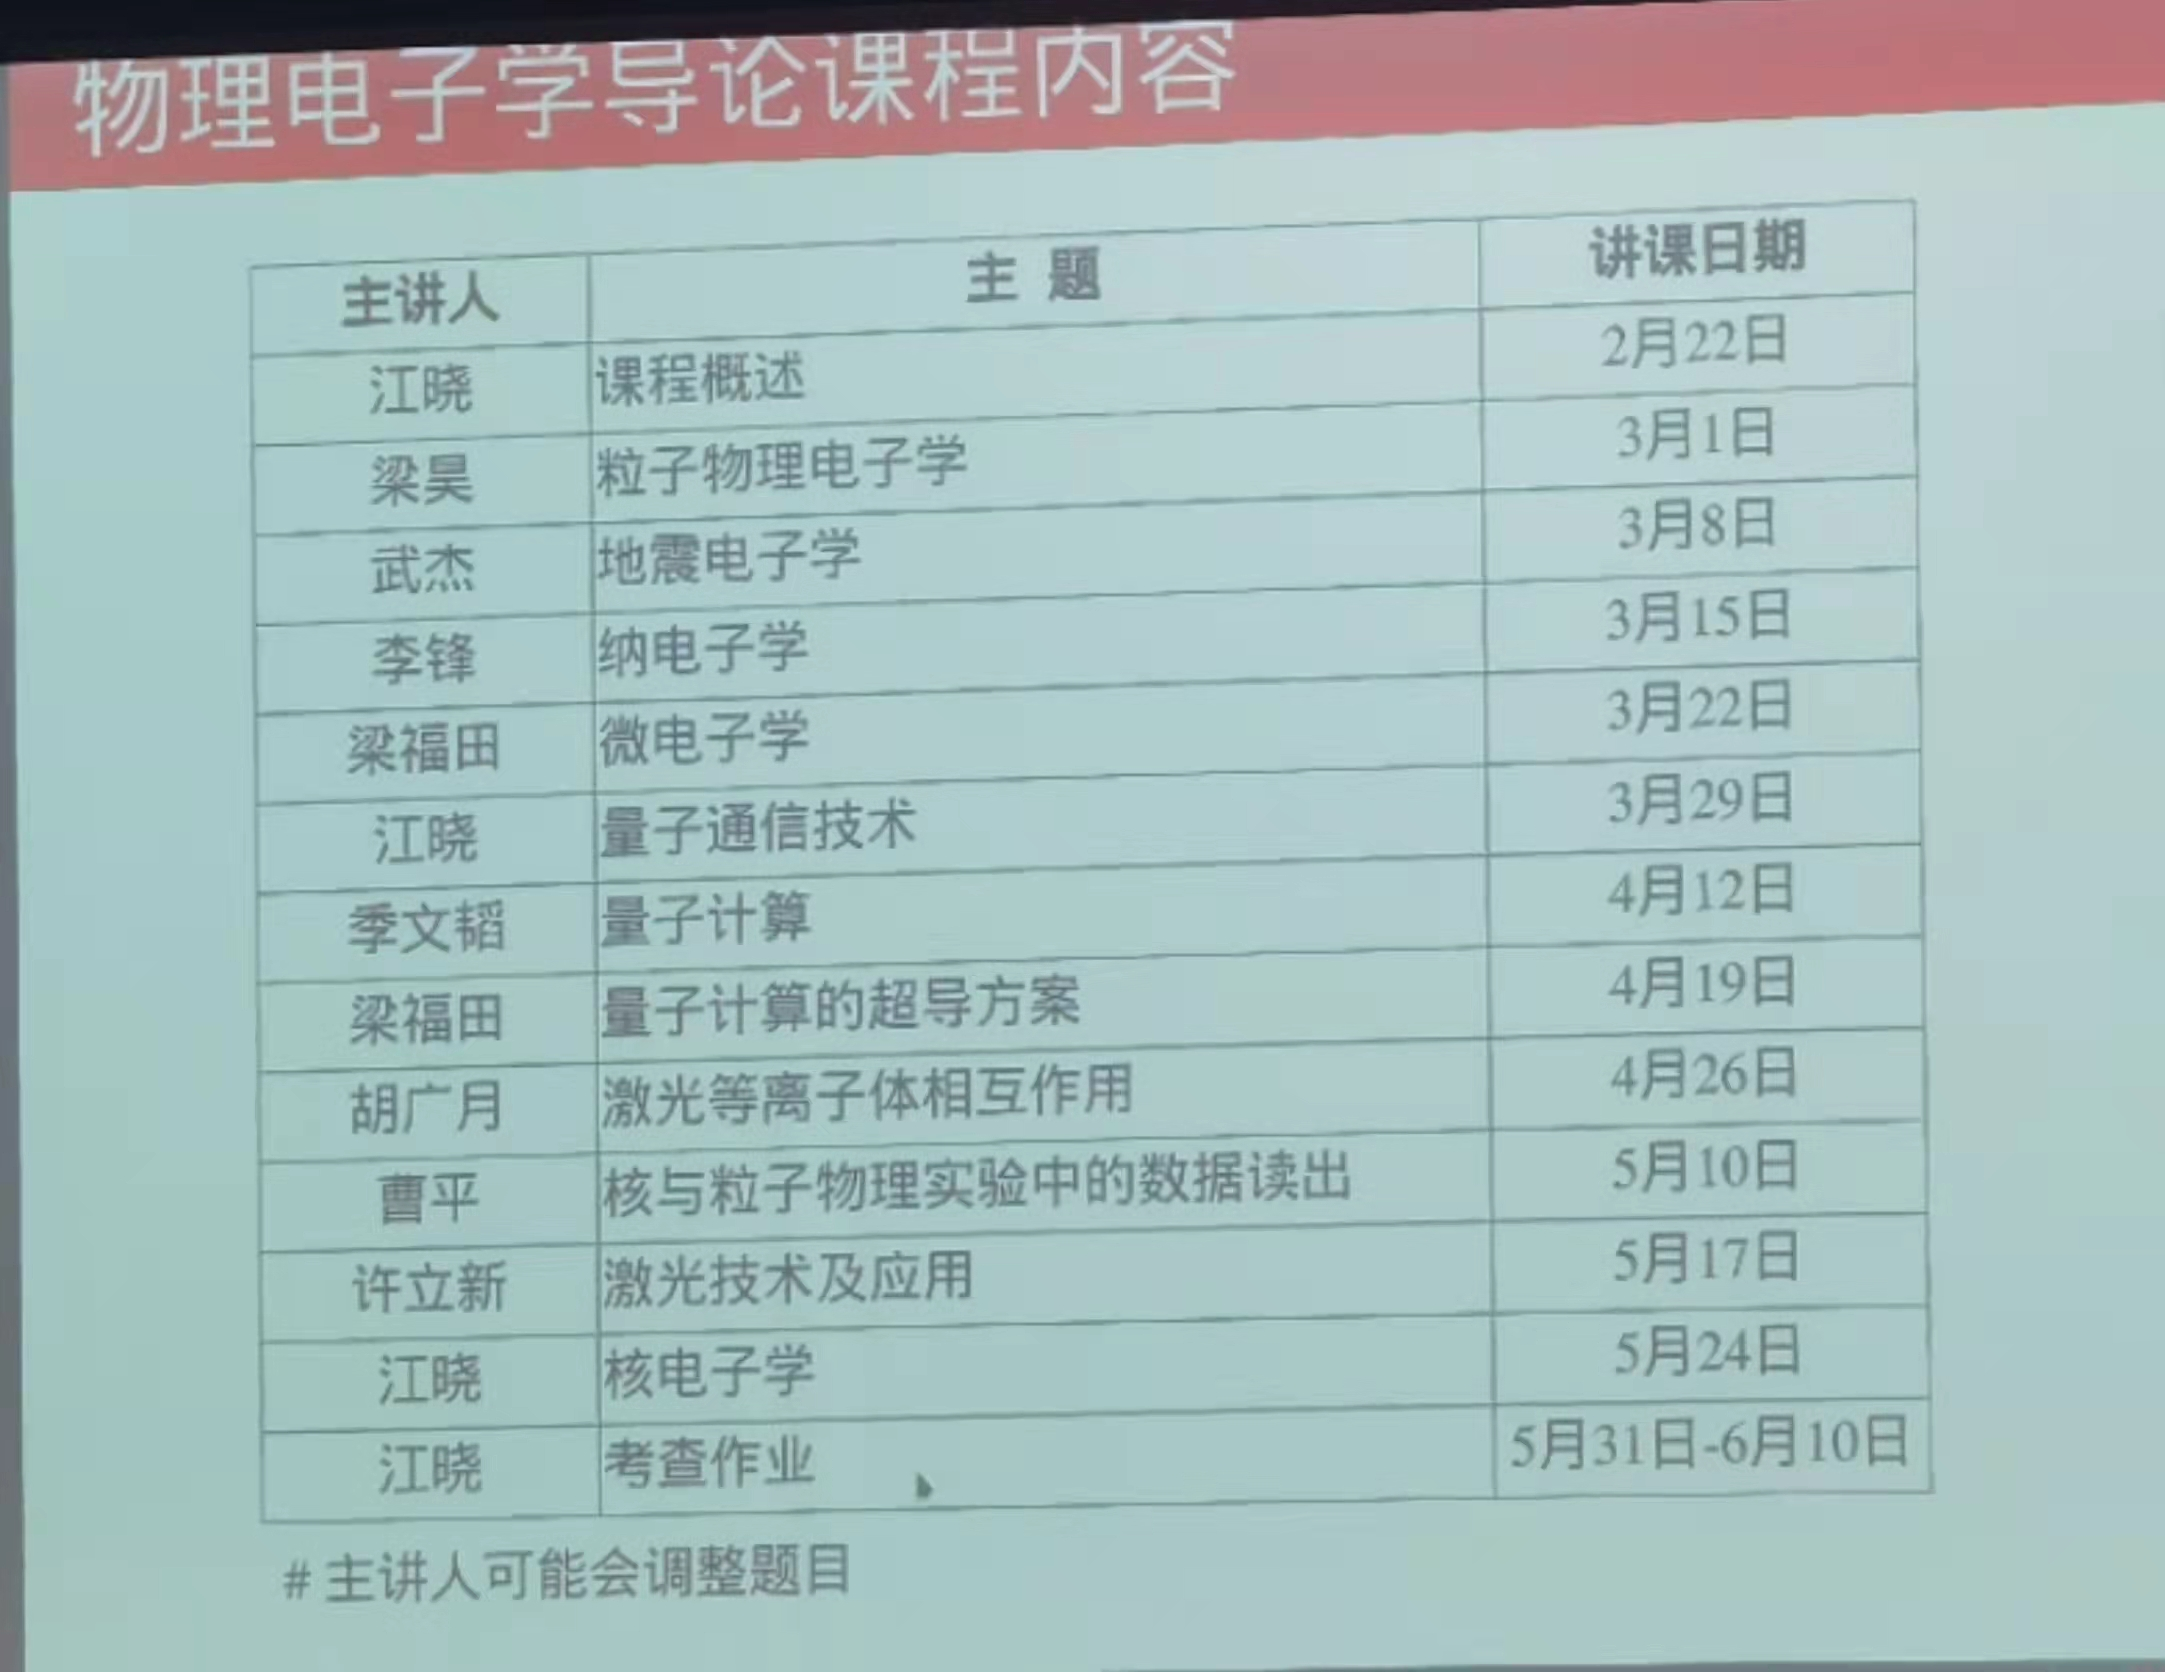 物理电子学导论课程内容
主讲人 主 题 讲课日期
江晓 课程概述 2月22日
梁昊 粒子物理电子学 3月1日
武杰 地震电子学 3月8日
李锋 纳电子学 3月15日
梁福田 微电子学 3月22日
江晓 量子通信技术 3月29日
季文韬 量子计算 4月12日
梁福田 量子计算的超导方案 4月19日
胡广月 激光等离子体相互作用 4月26日
曹平 核与粒子物理实验中的数据读出 5月10日
许立新 激光技术及应用 5月17日
江晓 核电子学 5月24日
江晓 考查作业 5月31日-6月10日
# 主讲人可能会调整题目